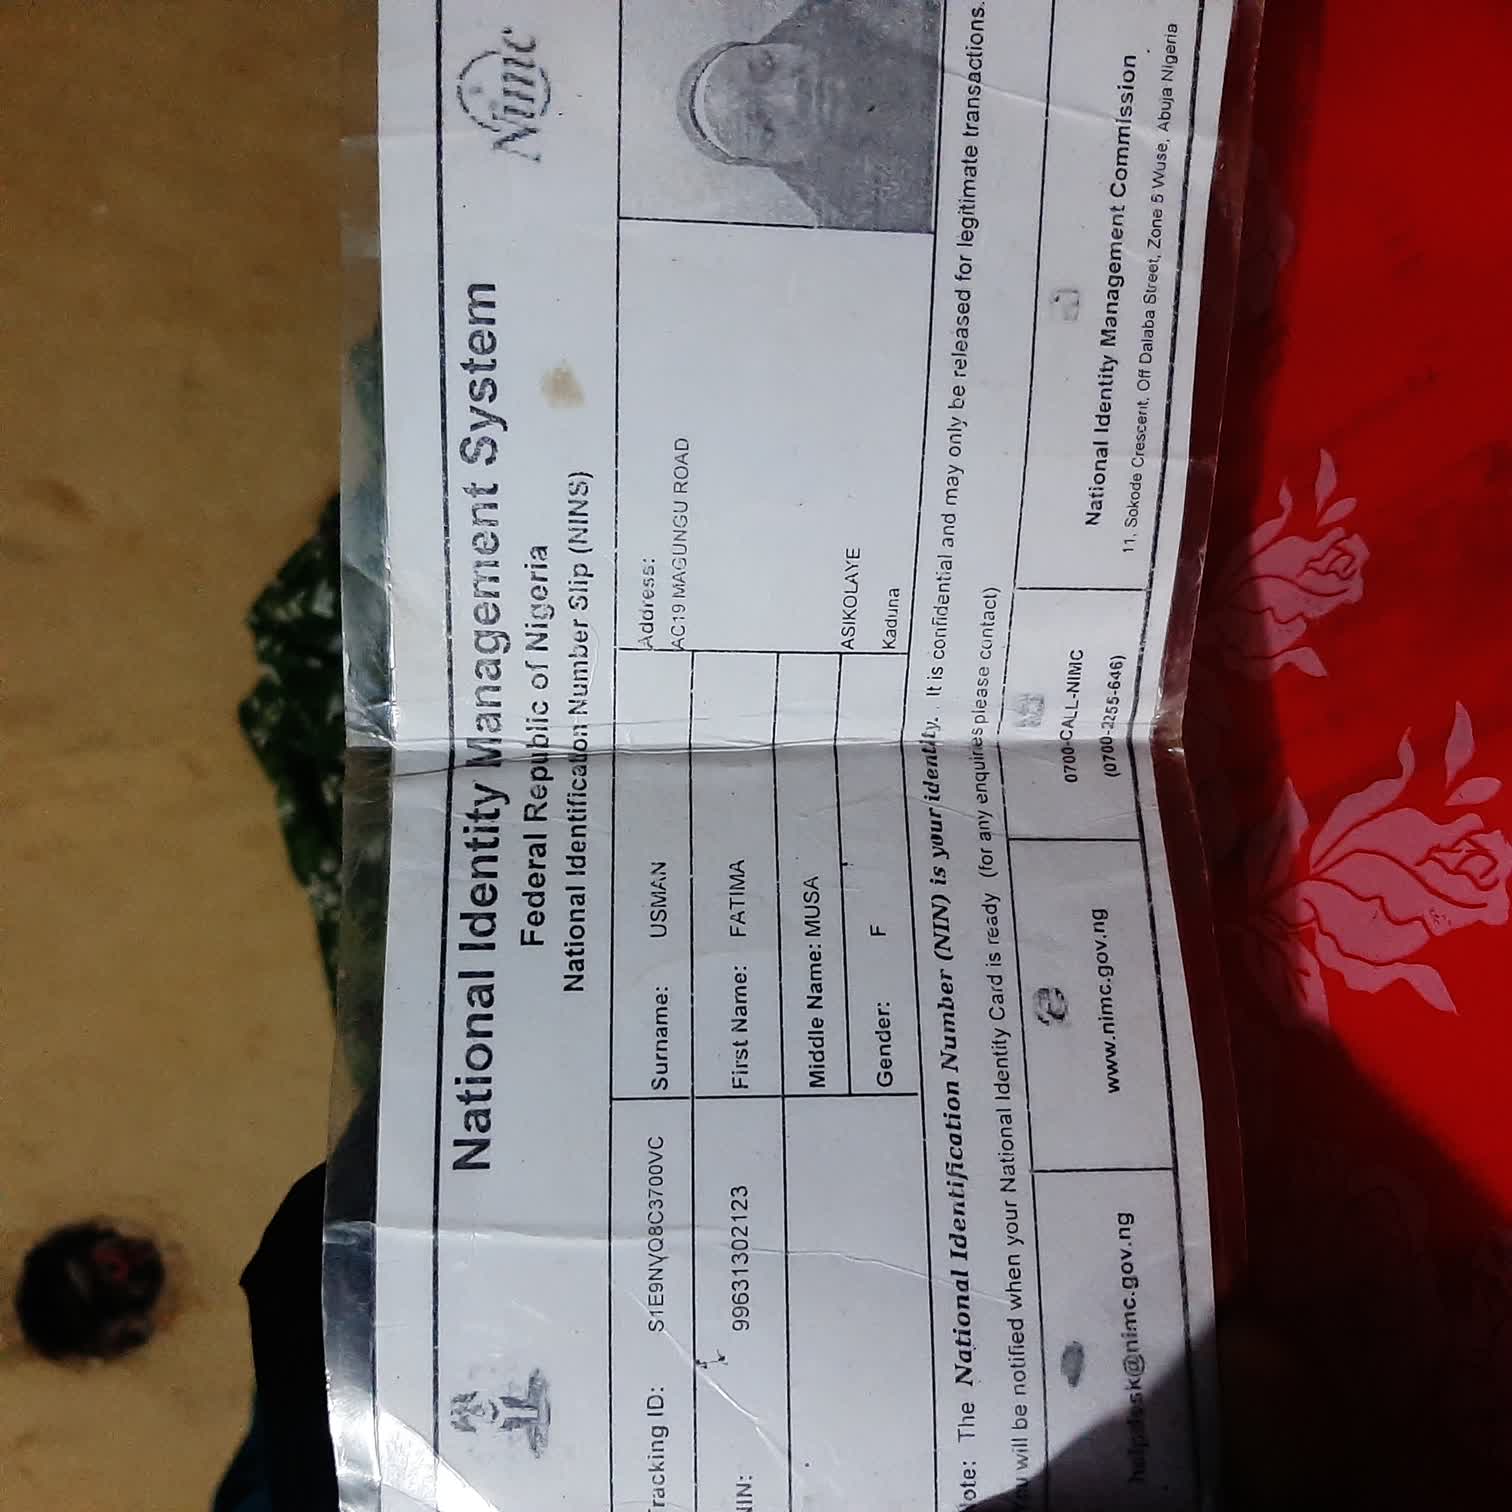 National Identity Management System
Federal Republic of Nigeria
National Identification Number Slip (NINS)
Nimc
Tracking ID: S1E9NYQ8C3700VC
Surname: USMAN
Address:
AC19 MAGUNGU ROAD
NIN: 99631302123
First Name: FATIMA
Middle Name: MUSA
ASIKOLAYE
Gender: F
Kaduna
Note: The National Identification Number (NIN) is your identity. It is confidential and may only be released for legitimate transactions.
You will be notified when your National Identity Card is ready (for any enquiries please contact)
helpdesk@nimc.gov.ng
www.nimc.gov.ng
0700-CALL-NIMC
(0700-2255-646)
National Identity Management Commission
11, Sokode Crescent, Off Dalaba Street, Zone 5 Wuse, Abuja Nigeria